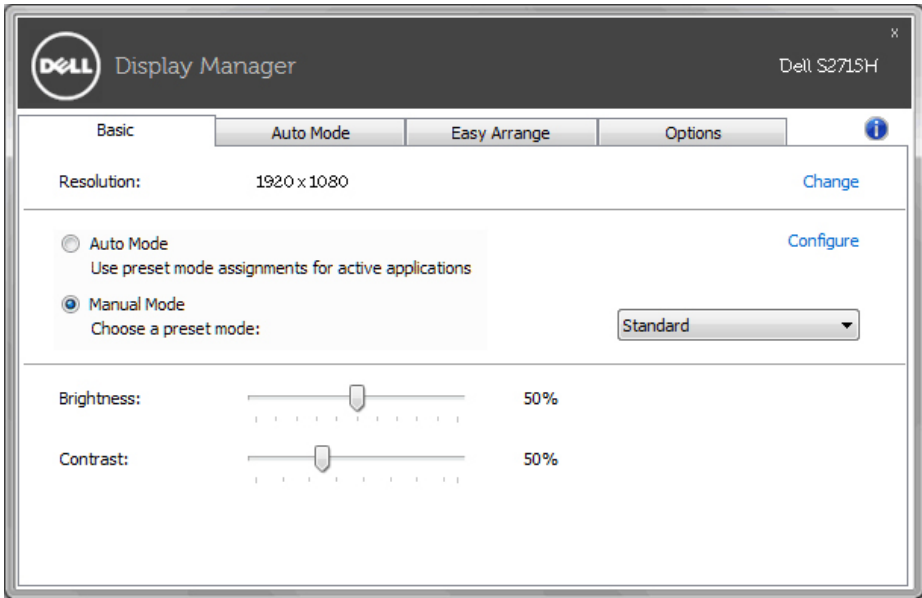 DELL Display Manager
x
Dell S2715H
Basic Auto Mode Easy Arrange Options i
Resolution: 1920 x 1080 Change
Auto Mode Configure
Use preset mode assignments for active applications
Manual Mode
Choose a preset mode: Standard
Brightness: 50%
Contrast: 50%